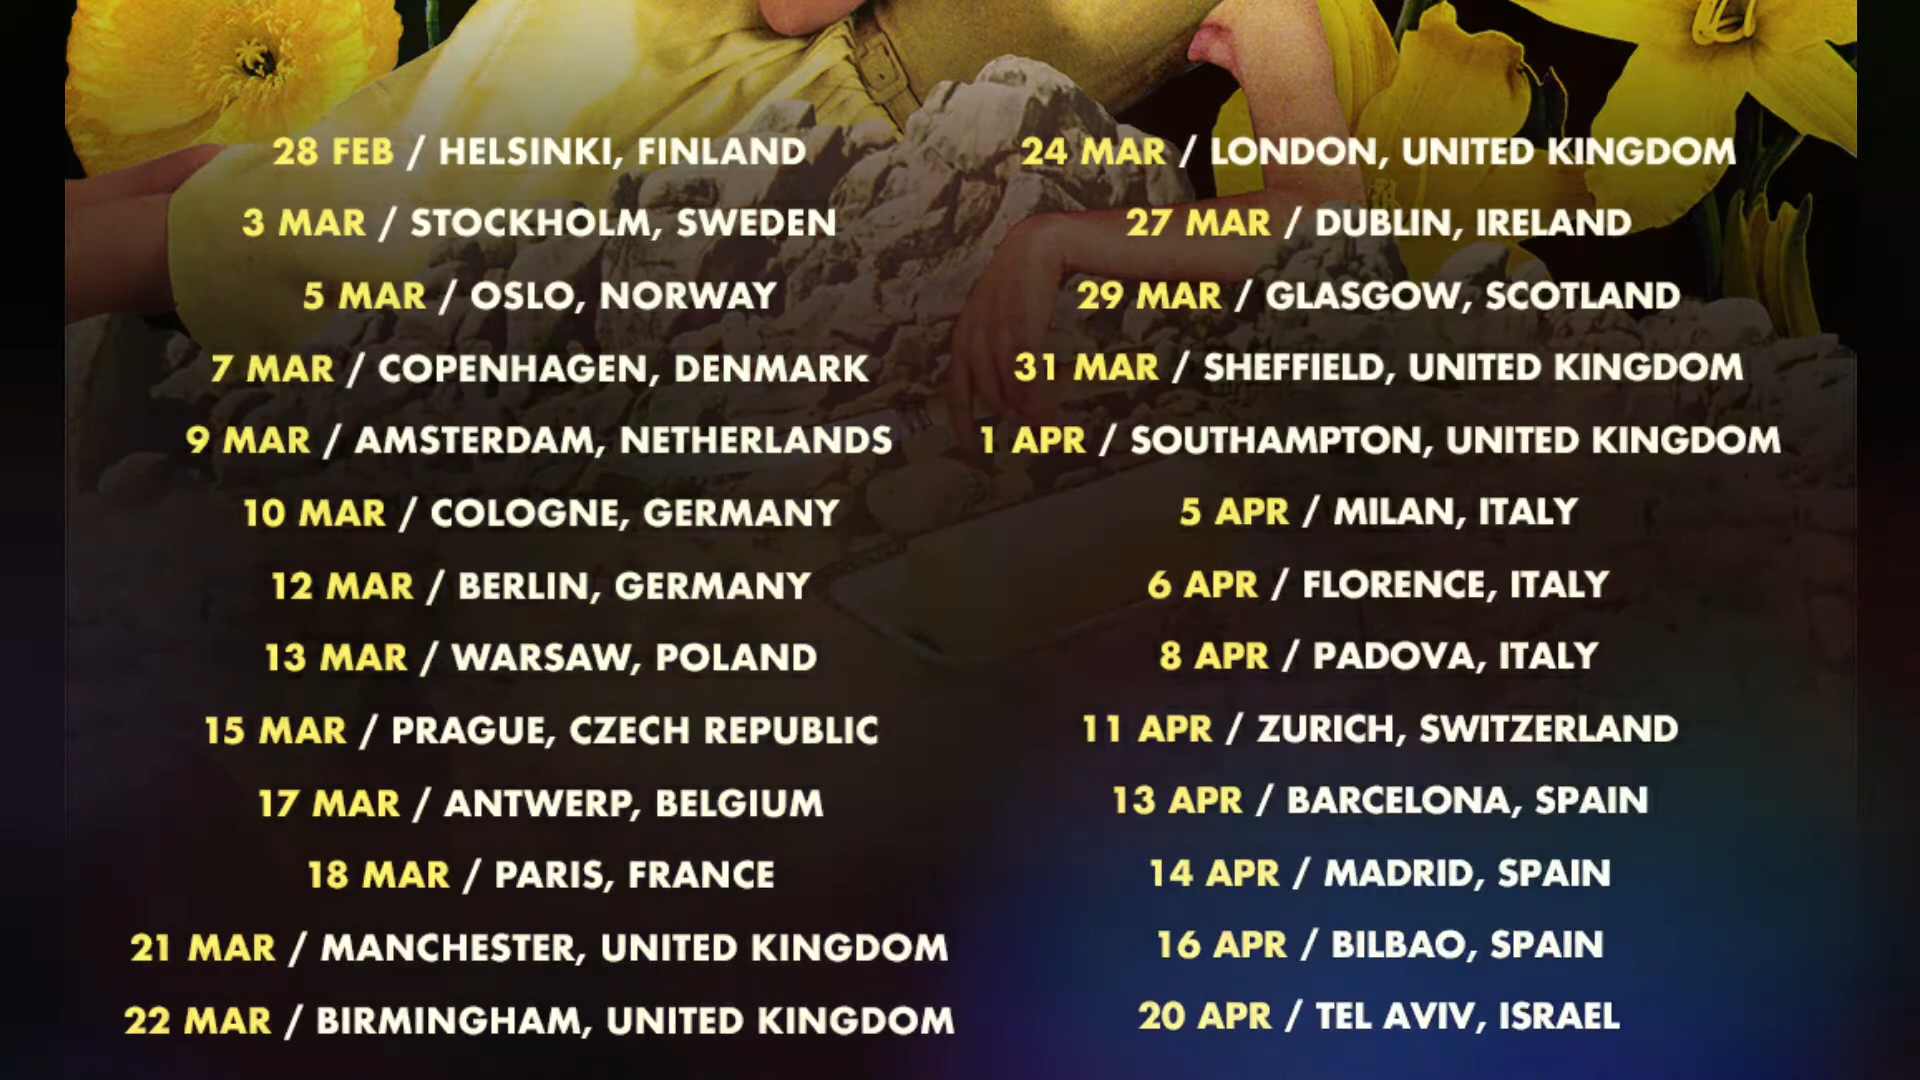 28 FEB / HELSINKI, FINLAND
3 MAR / STOCKHOLM, SWEDEN
5 MAR / OSLO, NORWAY
7 MAR / COPENHAGEN, DENMARK
9 MAR / AMSTERDAM, NETHERLANDS
10 MAR / COLOGNE, GERMANY
12 MAR / BERLIN, GERMANY
13 MAR / WARSAW, POLAND
15 MAR / PRAGUE, CZECH REPUBLIC
17 MAR / ANTWERP, BELGIUM
18 MAR / PARIS, FRANCE
21 MAR / MANCHESTER, UNITED KINGDOM
22 MAR / BIRMINGHAM, UNITED KINGDOM
24 MAR / LONDON, UNITED KINGDOM
27 MAR / DUBLIN, IRELAND
29 MAR / GLASGOW, SCOTLAND
31 MAR / SHEFFIELD, UNITED KINGDOM
1 APR / SOUTHAMPTON, UNITED KINGDOM
5 APR / MILAN, ITALY
6 APR / FLORENCE, ITALY
8 APR / PADOVA, ITALY
11 APR / ZURICH, SWITZERLAND
13 APR / BARCELONA, SPAIN
14 APR / MADRID, SPAIN
16 APR / BILBAO, SPAIN
20 APR / TEL AVIV, ISRAEL